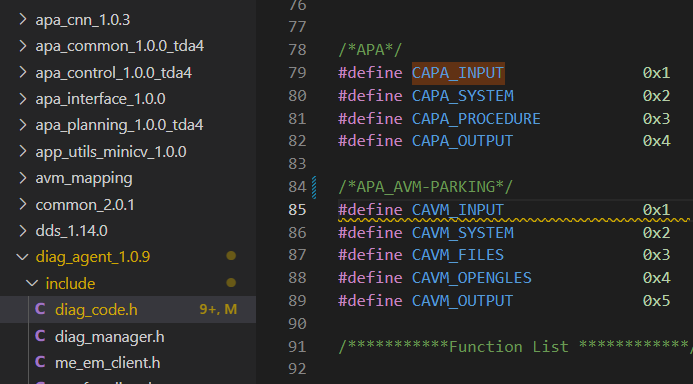 apa_cnn_1.0.3
apa_common_1.0.0_tda4
apa_control_1.0.0_tda4
apa_interface_1.0.0
apa_planning_1.0.0_tda4
app_utils_minicv_1.0.0
avm_mapping
common_2.0.1
dds_1.14.0
diag_agent_1.0.9
include
C diag_code.h 9+, M
C diag_manager.h
C me_em_client.h
76
77
78 /*APA*/
79 #define CAPA_INPUT 0x1
80 #define CAPA_SYSTEM 0x2
81 #define CAPA_PROCEDURE 0x3
82 #define CAPA_OUTPUT 0x4
83
84 /*APA_AVM-PARKING*/
85 #define CAVM_INPUT 0x1
86 #define CAVM_SYSTEM 0x2
87 #define CAVM_FILES 0x3
88 #define CAVM_OPENGLES 0x4
89 #define CAVM_OUTPUT 0x5
90
91 /***********Function List ************/
92